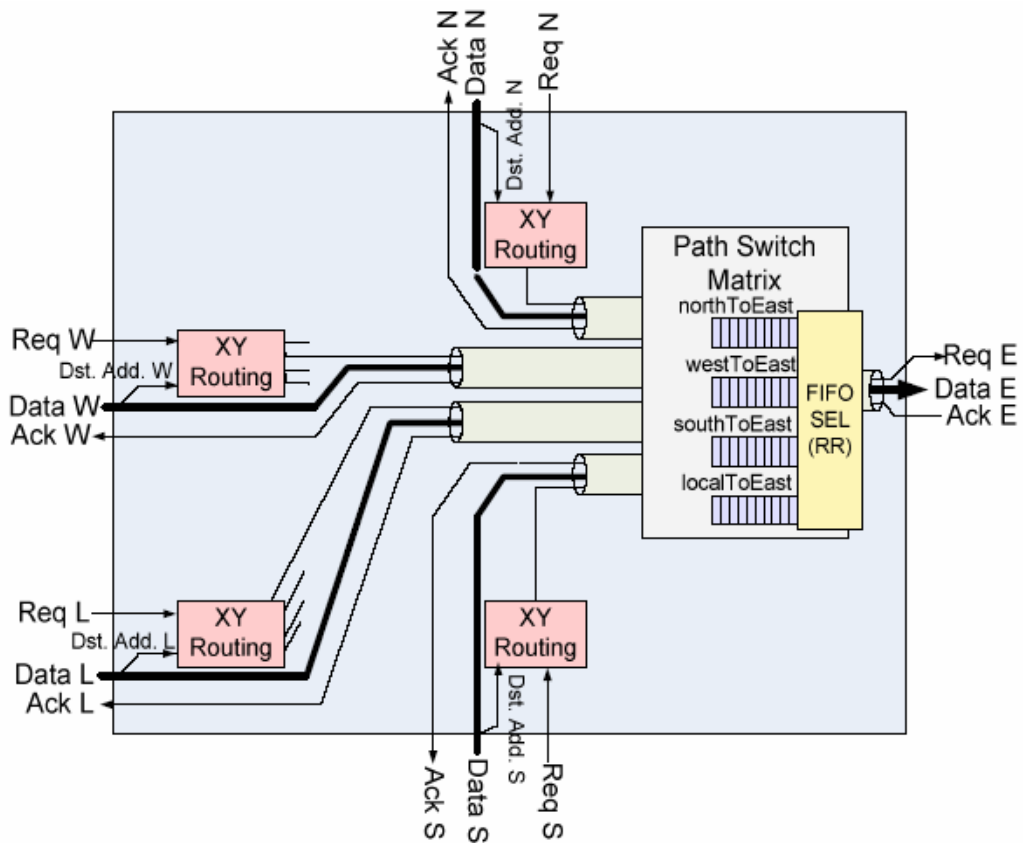 Ack N
Data N
Req N
Dst. Add. N
XY
Routing
Path Switch
Matrix
northToEast
westToEast
southToEast
localToEast
FIFO
SEL
(RR)
Req E
Data E
Ack E
Req W
Dst. Add. W
Data W
Ack W
XY
Routing
Req L
Dst. Add. L
Data L
Ack L
XY
Routing
XY
Routing
Dst. Add. S
Ack S
Data S
Req S